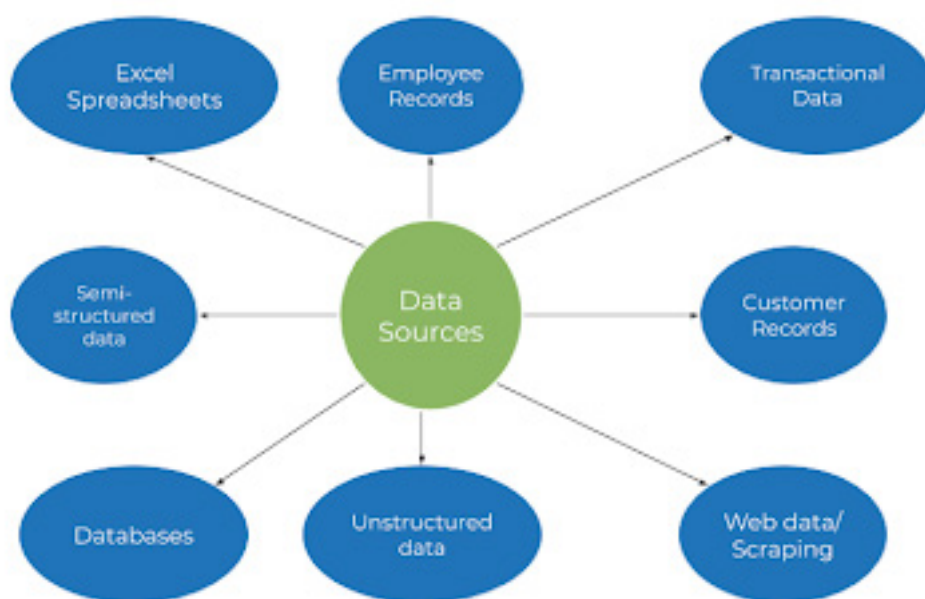 Excel
Spreadsheets
Employee
Records
Transactional
Data
Semi-
structured
data
Data
Sources
Customer
Records
Databases
Unstructured
data
Web data/
Scraping